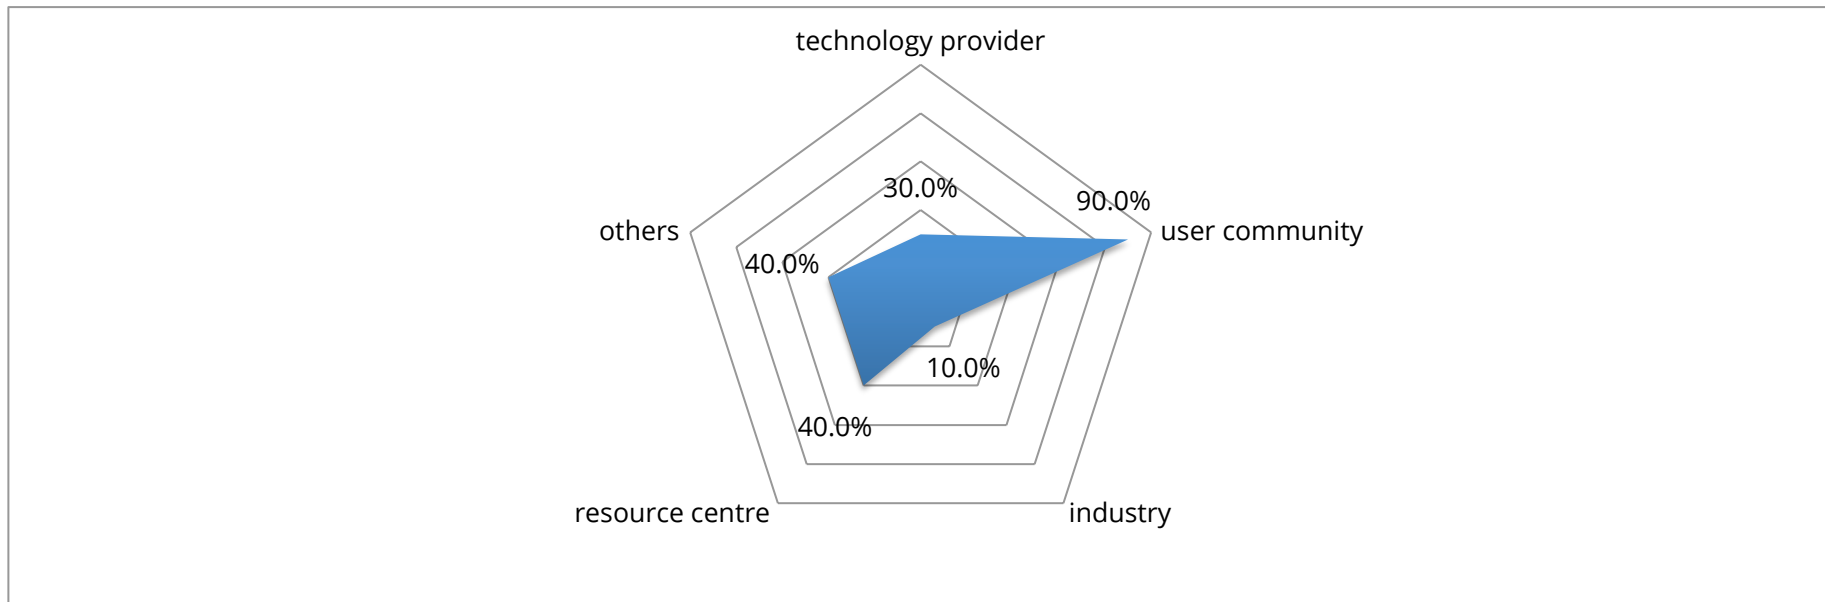 technology provider
30.0%
90.0%
others
user community
40.0%
10.0%
40.0%
resource centre
industry